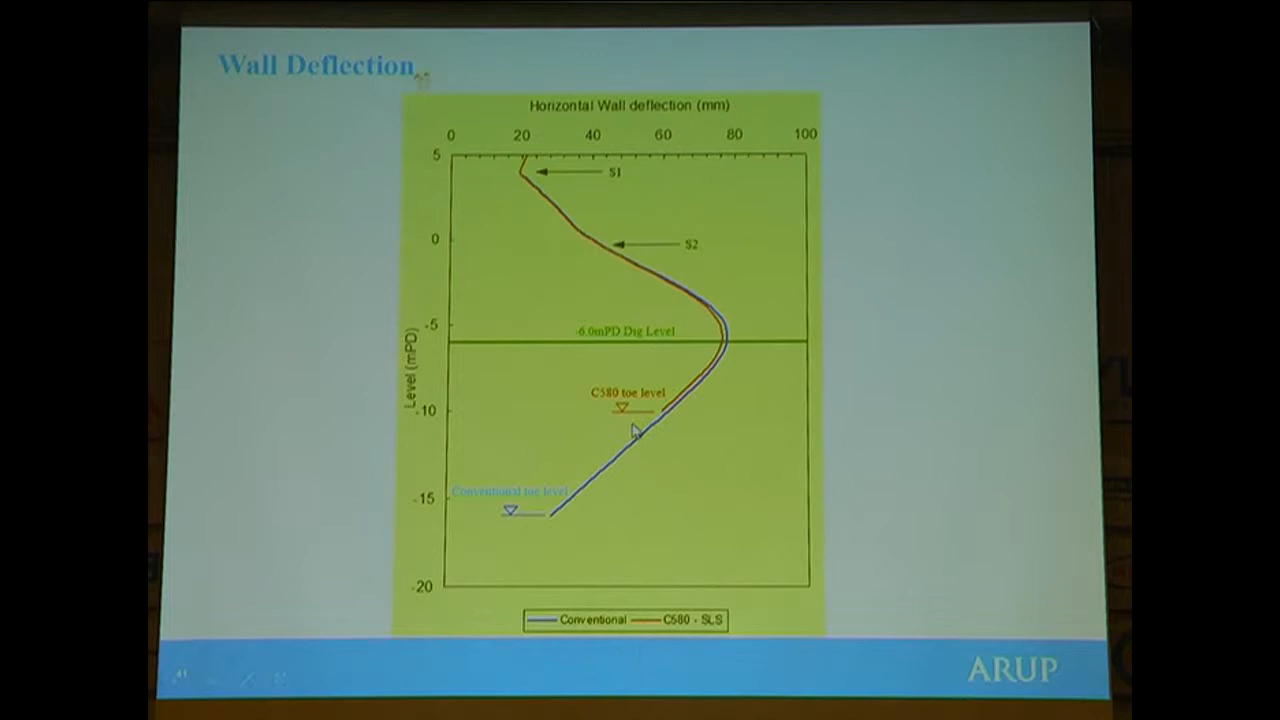 Wall Deflection
Horizontal Wall deflection (mm)
0 20 40 60 80 100
5
S1
0
S2
-5
-6.0mPD Dig Level
Level (mPD)
C580 toe level
-10
Conventional toe level
-15
-20
Conventional C580 - SLS
41
ARUP